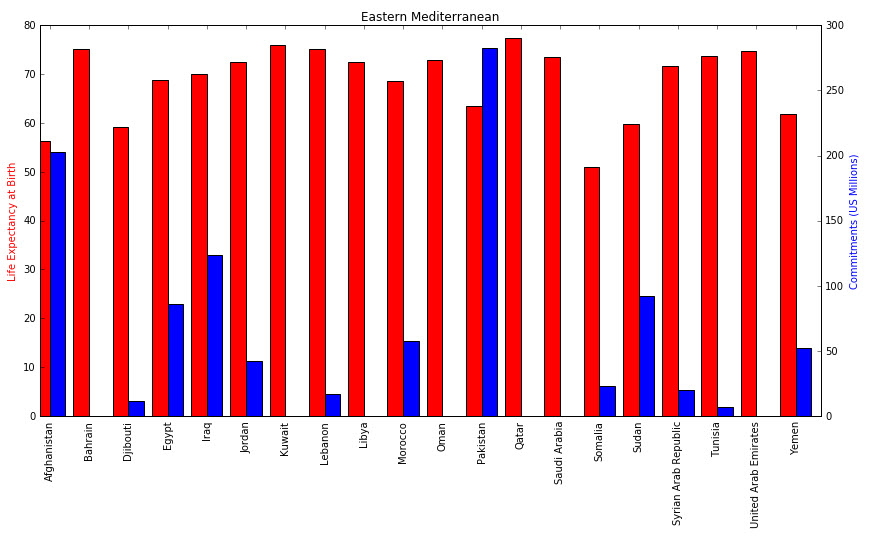 Eastern Mediterranean
80
70
60
50
40
30
20
10
0
Life Expectancy at Birth
300
250
200
150
100
50
0
Commitments (US Millions)
Afghanistan
Bahrain
Djibouti
Egypt
Iraq
Jordan
Kuwait
Lebanon
Libya
Morocco
Oman
Pakistan
Qatar
Saudi Arabia
Somalia
Sudan
Syrian Arab Republic
Tunisia
United Arab Emirates
Yemen